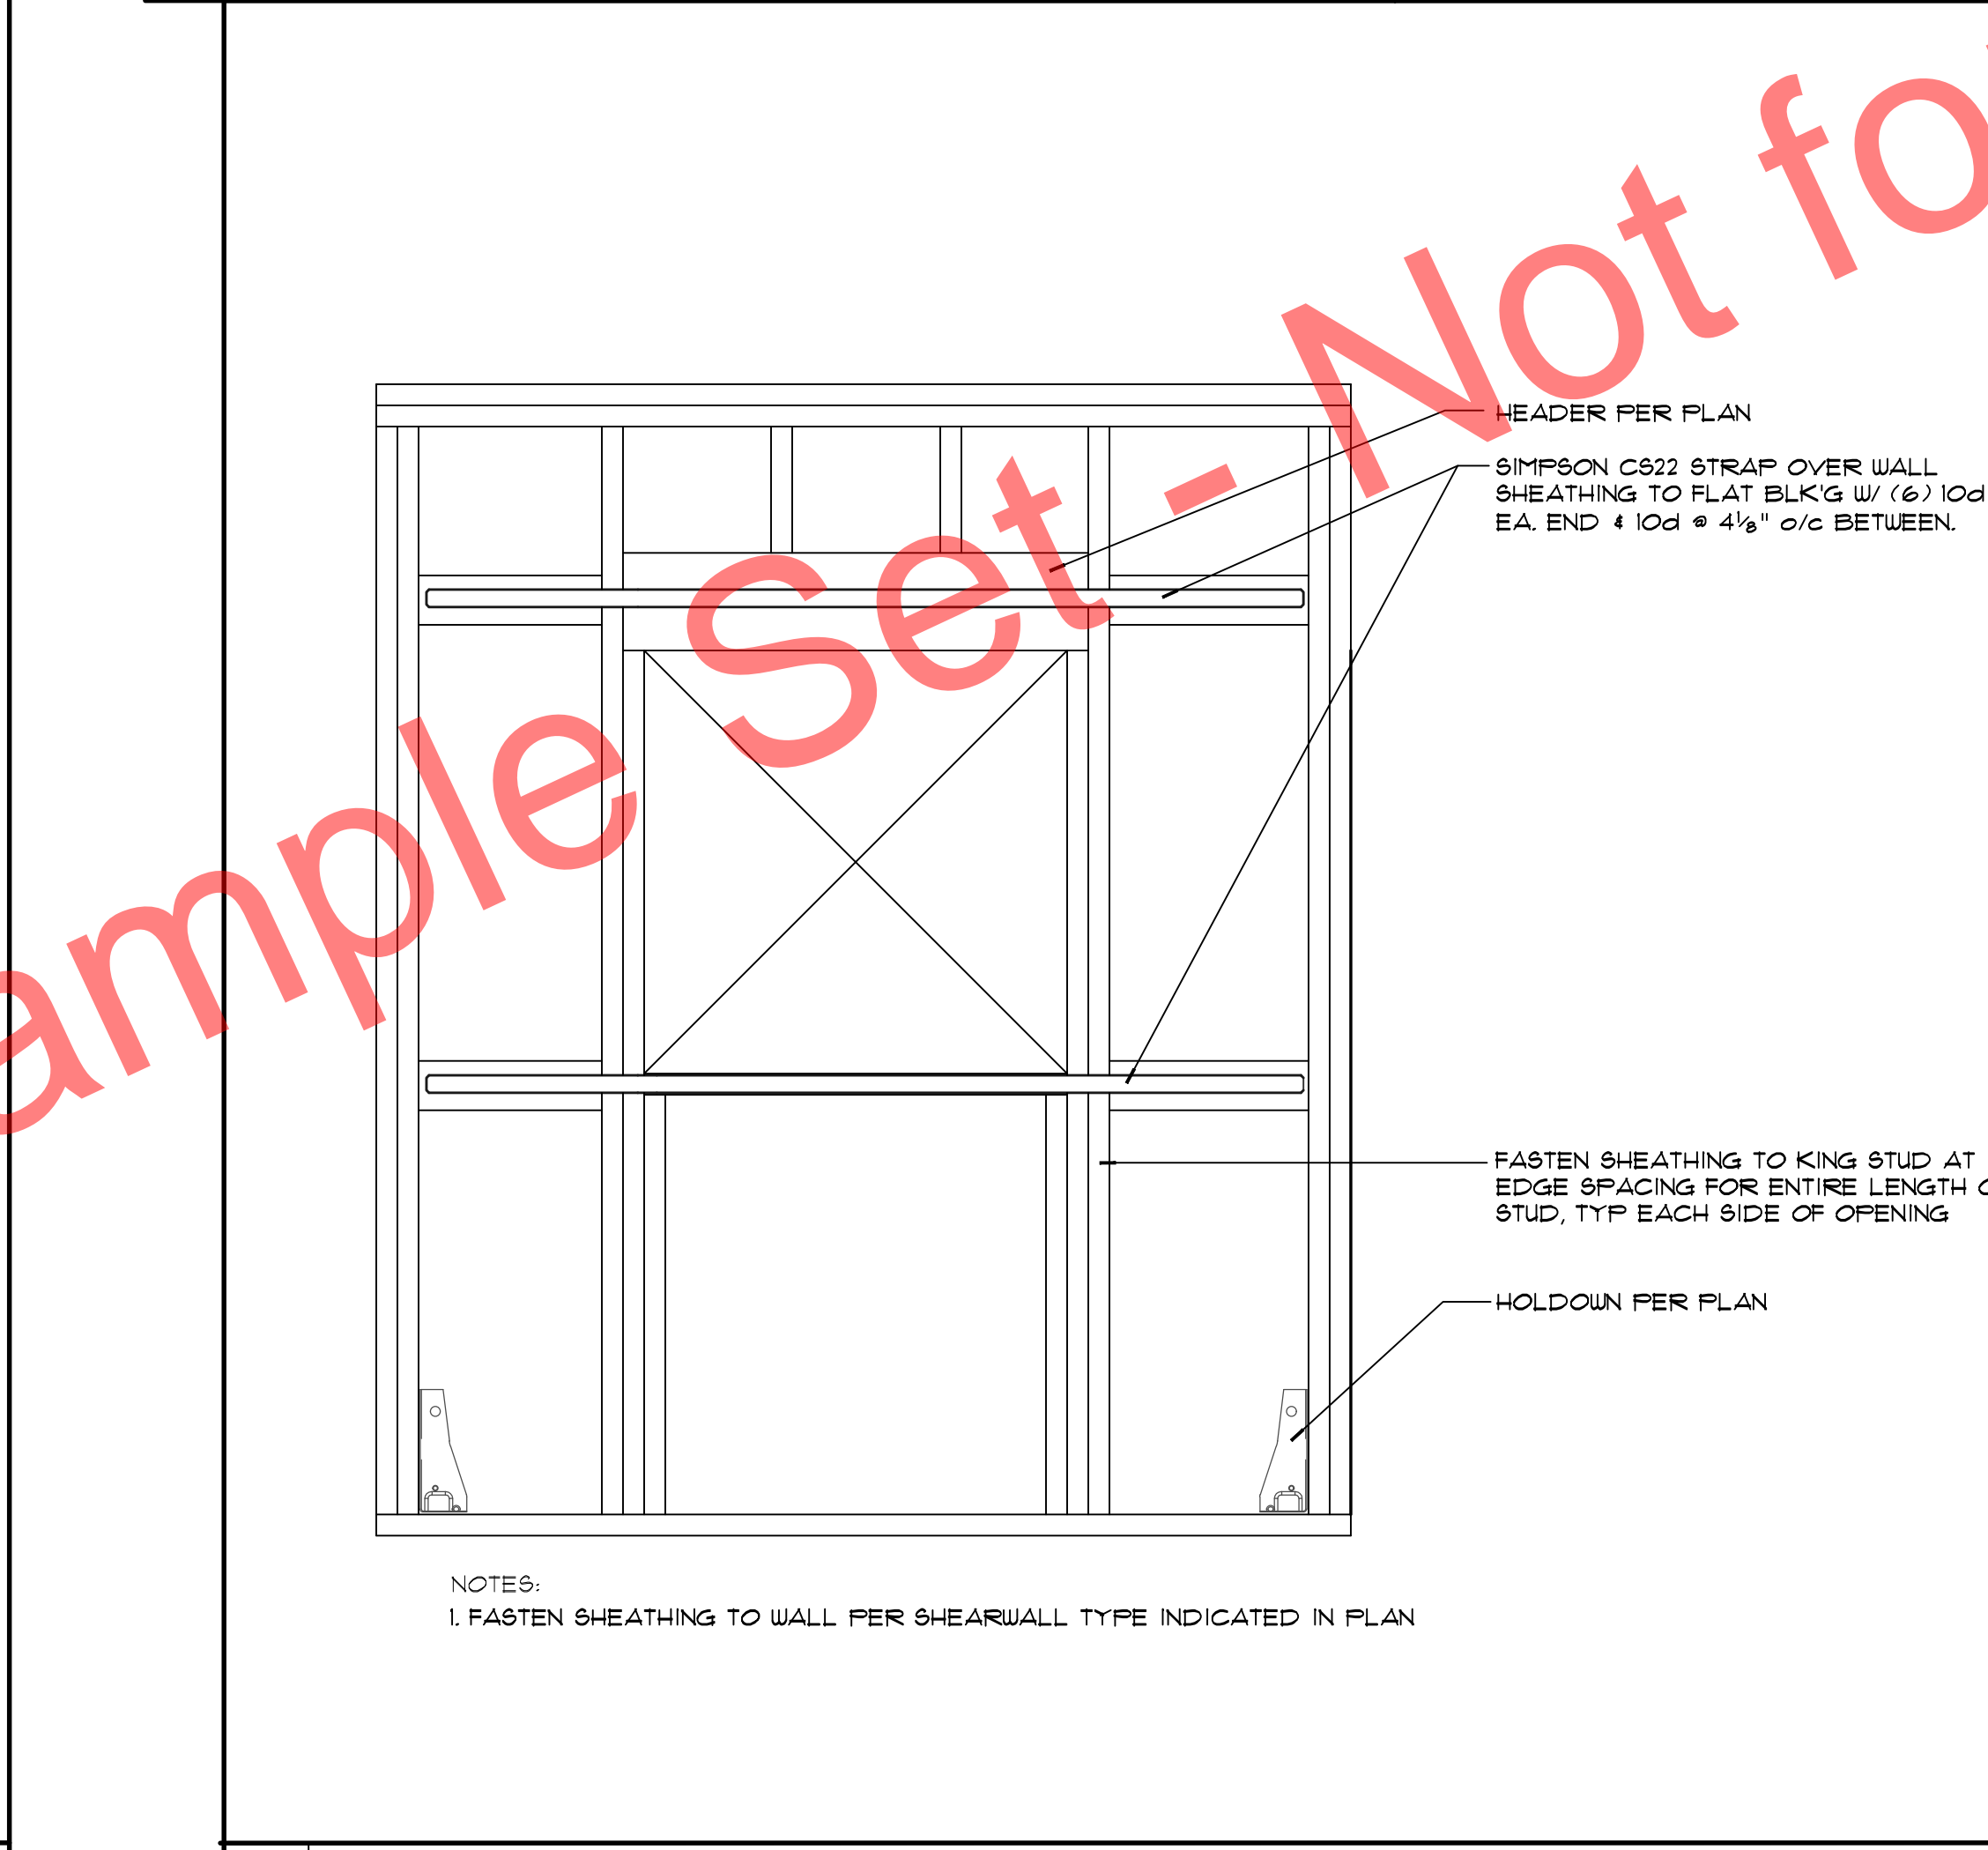 ample Set - Not fo
HEADER PER PLAN
SIMPSON CS22 STRAP OVER WALL
SHEATHING TO FLAT BLK'G W/ (6) 10d
EA. END & 10d @ 4⅛" o/c BETWEEN.
FASTEN SHEATHING TO KING STUD AT
EDGE SPACING FOR ENTIRE LENGTH
STUD, TYP EACH SIDE OF OPENING
HOLDOWN PER PLAN
NOTES:
1. FASTEN SHEATHING TO WALL PER SHEARWALL TYPE INDICATED IN PLAN